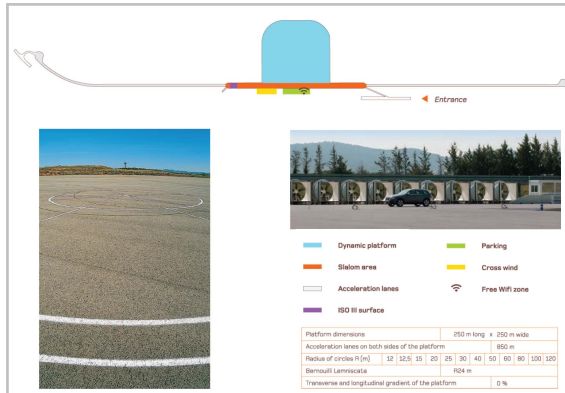 Entrance
Dynamic platform
Parking
Slalom area
Cross wind
Acceleration lanes
Free Wifi zone
ISO III surface
Platform dimensions 250 m long x 250 m wide
Acceleration lanes on both sides of the platform 850 m
Radius of circles R (m) 12 12,5 15 20 25 30 40 50 60 80 100 120
Bernouilli Lemniscata R24 m
Transverse and longitudinal gradient of the platform 0 %